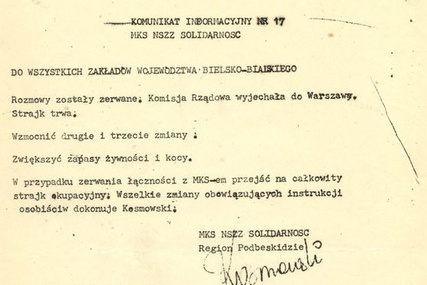 KOMUNIKAT INFORMACYJNY NR 17
MKS NSZZ SOLIDARNOSC
DO WSZYSTKICH ZAKŁADÓW WOJEWÓDZTWA BIELSKO-BIALSKIEGO
Rozmowy zostały zerwane; Komisja Rządowa wyjechała do Warszawy.
Strajk trwa.
Wzmocnić drugie i trzecie zmiany ;
Zwiększyć zapasy żywności i kocy.
W przypadku zerwania łączności z MKS-em przejść na całkowity
strajk okupacyjny; Wszelkie zmiany obowiązujących instrukcji
osobiście dokonuje Kosmowski;
MKS NSZZ SOLIDARNOSC
Region Podbeskidzie
Kosmowski